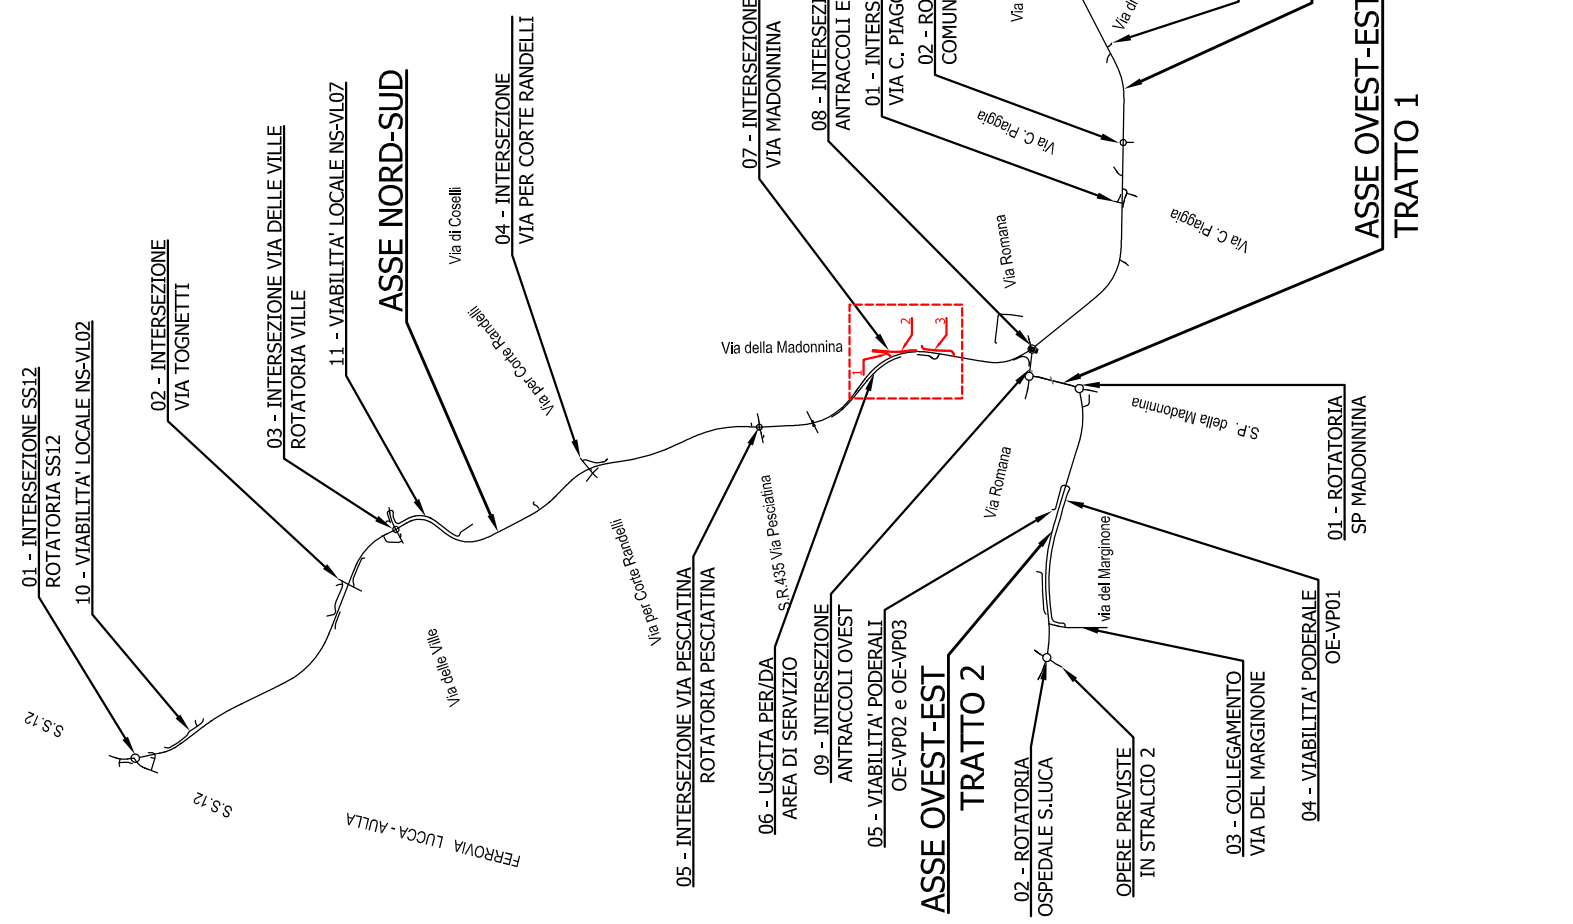 S.S.12
S.S.12
01 - INTERSEZIONE SS12
ROTATORIA SS12
10 - VIABILITA' LOCALE NS-VL02
02 - INTERSEZIONE
VIA TOGNETTI
03 - INTERSEZIONE VIA DELLE VILLE
ROTATORIA VILLE
11 - VIABILITA' LOCALE NS-VL07
ASSE NORD-SUD
Via di Coselli
04 - INTERSEZIONE
VIA PER CORTE RANDELLI
Via per Corte Randelli
Via delle Ville
FERROVIA LUCCA - AULLA
Via per Corte Randelli
05 - INTERSEZIONE VIA PESCIATINA
ROTATORIA PESCIATINA
Via della Madonnina
S.R.435 Via Pesciatina
06 - USCITA PER/DA
AREA DI SERVIZIO
07 - INTERSEZIONE
VIA MADONNINA
1
2
3
08 - INTERSEZI
ANTRACCOLI E
01 - INTERS
VIA C. PIAGG
02 - RO
COMUN
09 - INTERSEZIONE
ANTRACCOLI OVEST
05 - VIABILITA' PODERALI
OE-VP02 e OE-VP03
ASSE OVEST-EST
TRATTO 2
Via Romana
Via Romana
Via C. Piaggia
Via C. Piaggia
Via
Via di
02 - ROTATORIA
OSPEDALE S.LUCA
OPERE PREVISTE
IN STRALCIO 2
via del Marginone
S.P. della Madonnina
03 - COLLEGAMENTO
VIA DEL MARGINONE
04 - VIABILITA' PODERALE
OE-VP01
01 - ROTATORIA
SP MADONNINA
ASSE OVEST-EST
TRATTO 1